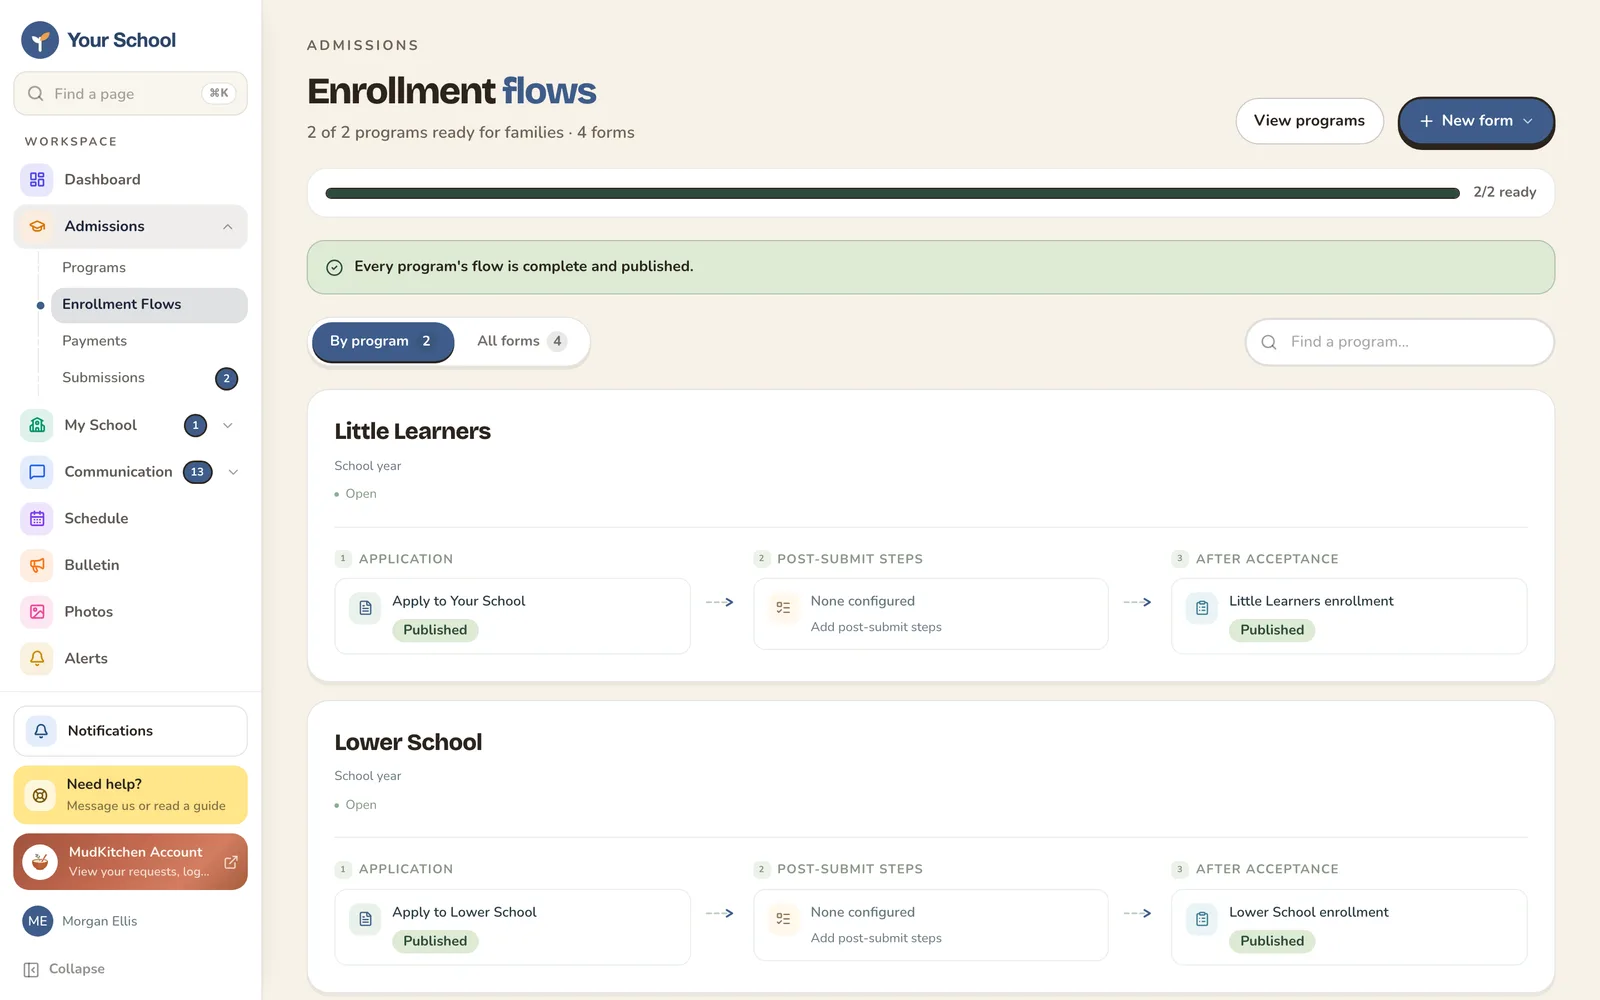 Your School
Find a page
⌘K
WORKSPACE
Dashboard
Admissions
Programs
Enrollment Flows
Payments
Submissions
2
My School
1
Communication
13
Schedule
Bulletin
Photos
Alerts
Notifications
Need help?
Message us or read a guide
MudKitchen Account
View your requests, log...
ME
Morgan Ellis
Collapse
ADMISSIONS
Enrollment flows
2 of 2 programs ready for families · 4 forms
View programs
+ New form
2/2 ready
Every program's flow is complete and published.
By program 2
All forms 4
Find a program...
Little Learners
School year
• Open
1 APPLICATION
Apply to Your School
Published
2 POST-SUBMIT STEPS
None configured
Add post-submit steps
3 AFTER ACCEPTANCE
Little Learners enrollment
Published
Lower School
School year
• Open
1 APPLICATION
Apply to Lower School
Published
2 POST-SUBMIT STEPS
None configured
Add post-submit steps
3 AFTER ACCEPTANCE
Lower School enrollment
Published